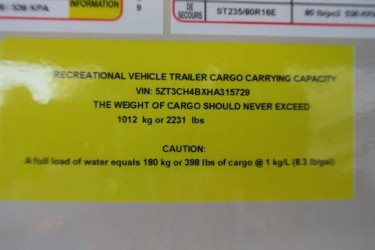 INFORMATION
9
DE
SECOURS
ST235/80R16E
RECREATIONAL VEHICLE TRAILER CARGO CARRYING CAPACITY
VIN: 5ZT3CH4BXHA315729
THE WEIGHT OF CARGO SHOULD NEVER EXCEED
1012 kg or 2231 lbs
CAUTION:
A full load of water equals 180 kg or 398 lbs of cargo @ 1 kg/L (8.3 lb/gal)